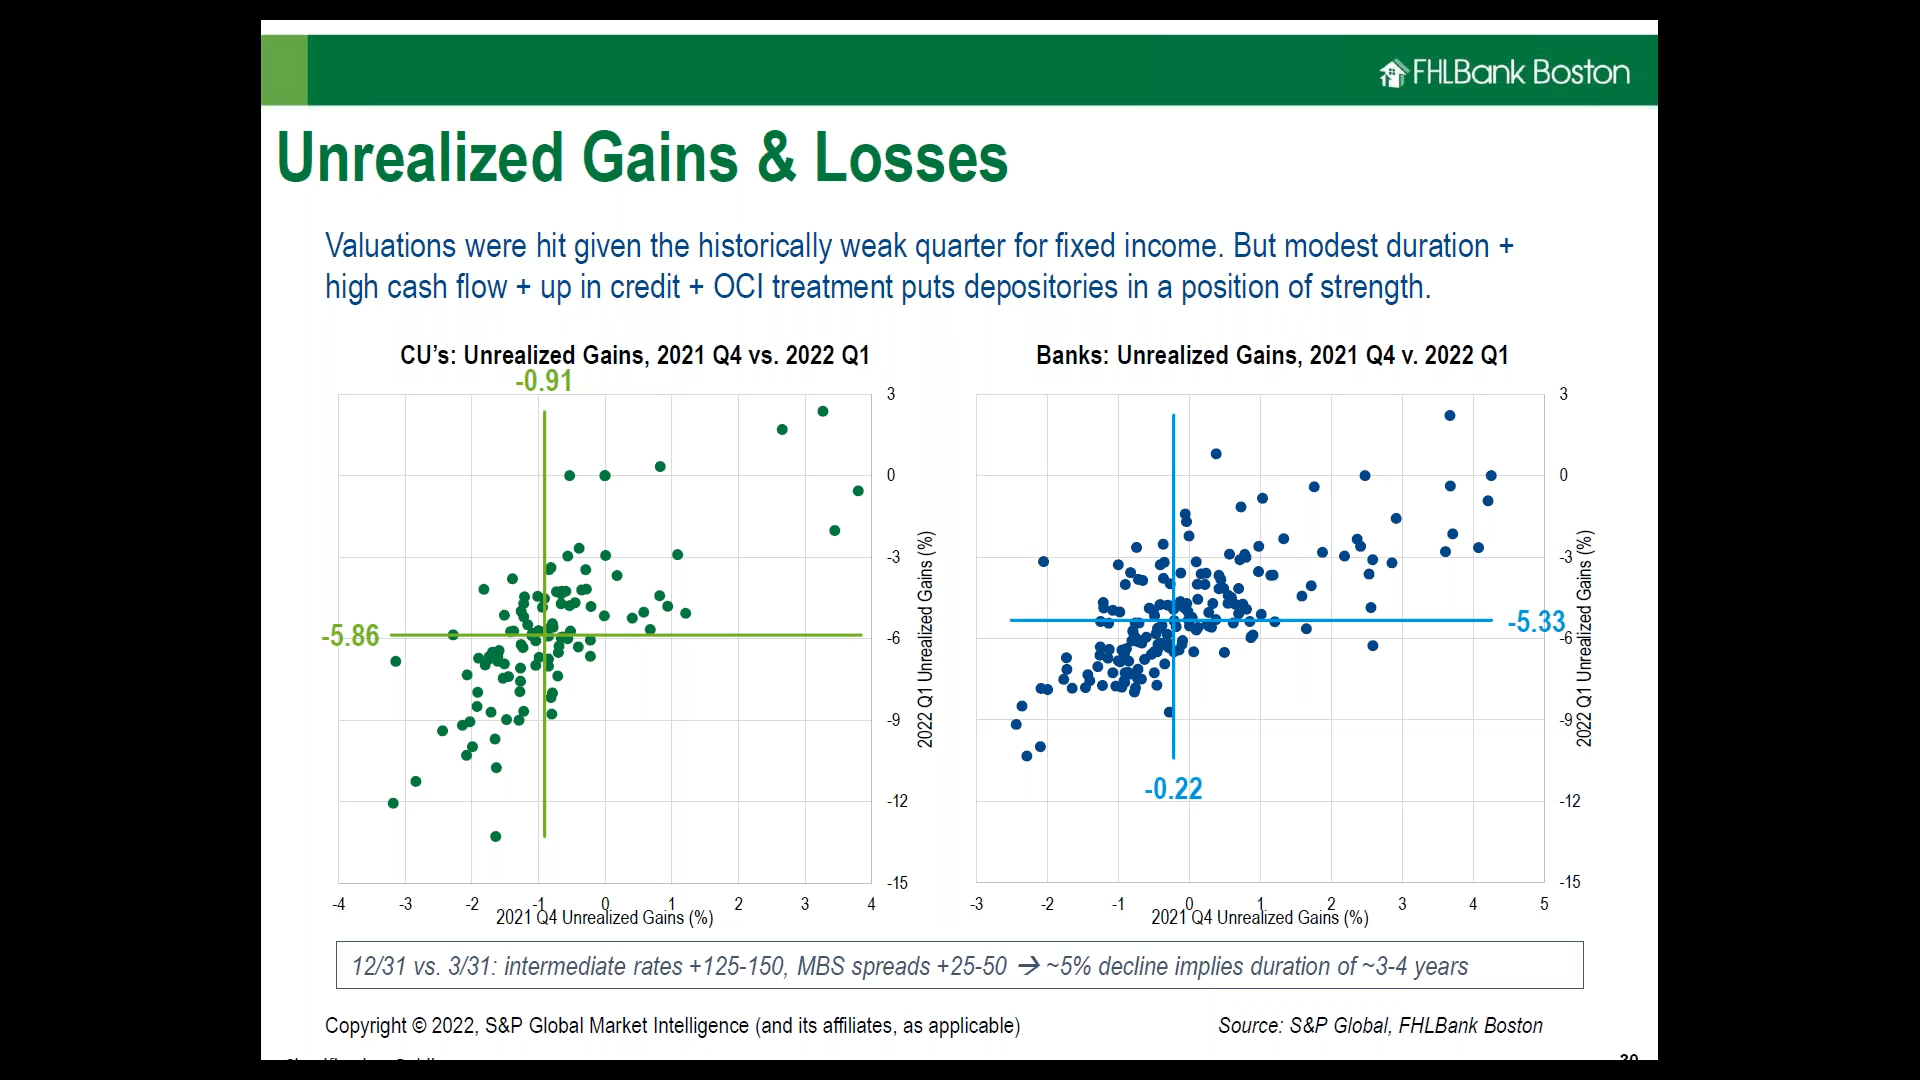 FHLBank Boston
Unrealized Gains & Losses
Valuations were hit given the historically weak quarter for fixed income. But modest duration +
high cash flow + up in credit + OCI treatment puts depositories in a position of strength.
CU's: Unrealized Gains, 2021 Q4 vs. 2022 Q1
-0.91
3
0
-3
-6
-9
-12
-15
-5.86
2022 Q1 Unrealized Gains (%)
-4 -3 -2 -1 0 1 2 3 4
2021 Q4 Unrealized Gains (%)
Banks: Unrealized Gains, 2021 Q4 v. 2022 Q1
3
0
-3
-6
-9
-12
-15
-5.33
-0.22
2022 Q1 Unrealized Gains (%)
-3 -2 -1 0 1 2 3 4 5
2021 Q4 Unrealized Gains (%)
12/31 vs. 3/31: intermediate rates +125-150, MBS spreads +25-50 → ~5% decline implies duration of ~3-4 years
Copyright © 2022, S&P Global Market Intelligence (and its affiliates, as applicable)
Source: S&P Global, FHLBank Boston